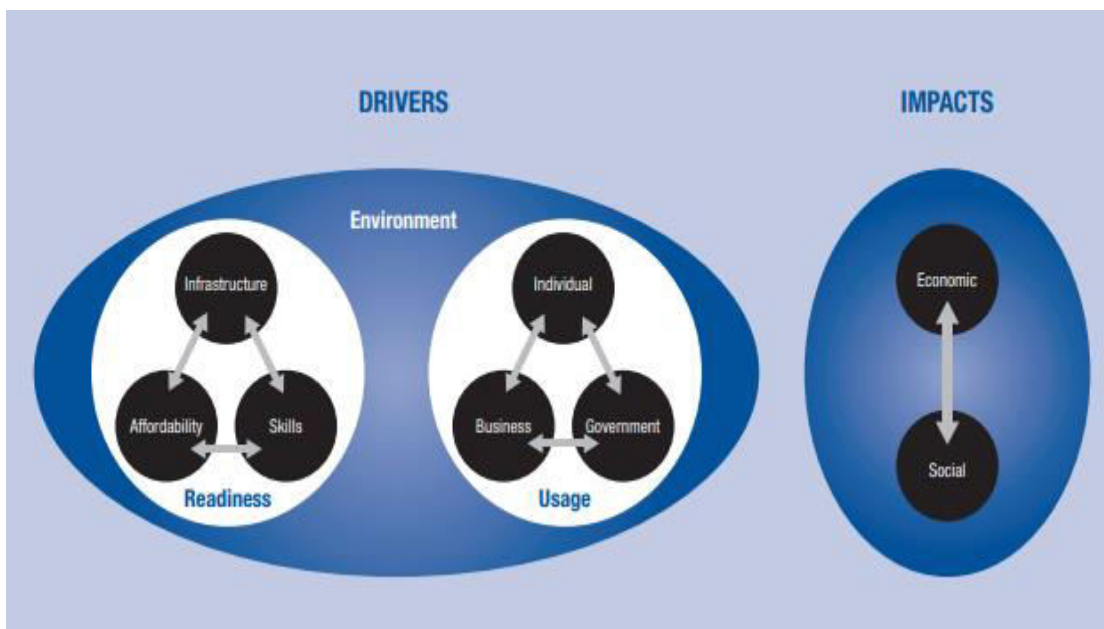 DRIVERS
IMPACTS
Environment
Infrastructure
Affordability
Skills
Readiness
Individual
Business
Government
Usage
Economic
Social